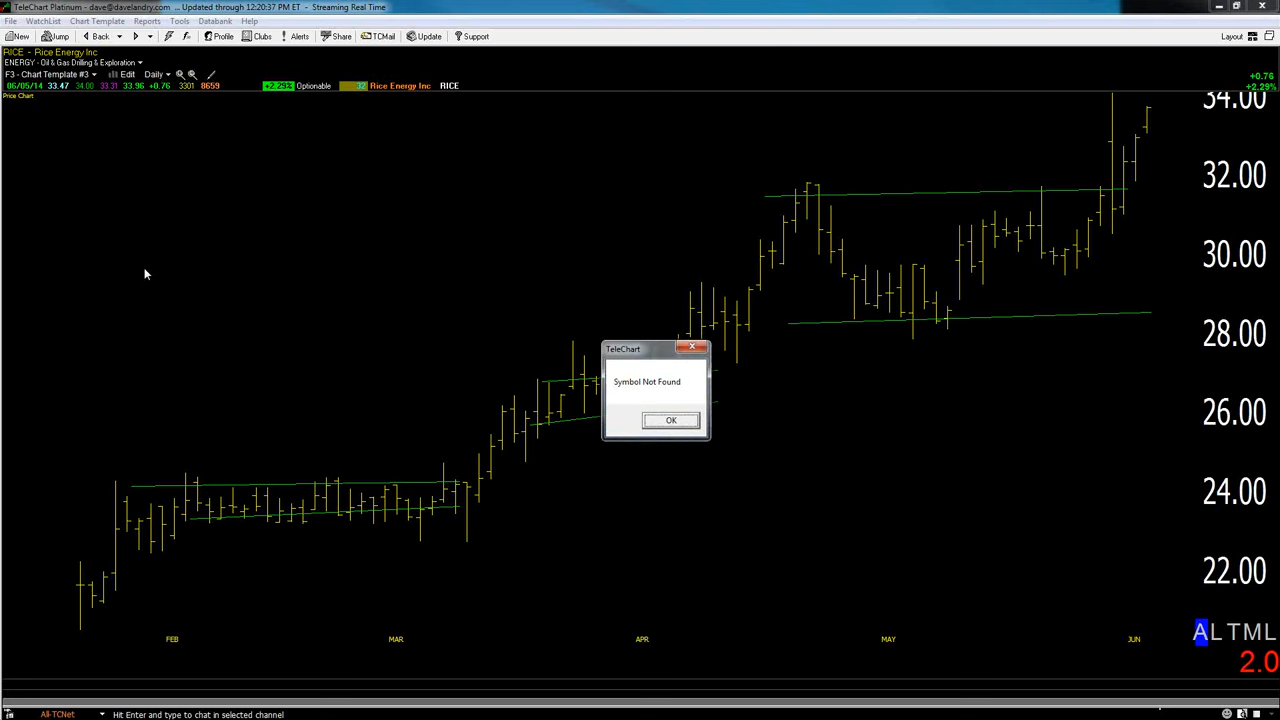 TeleChart Platinum - dave@davelandry.com ... Updated through 12:20:37 PM ET - Streaming Real Time
File WatchList Chart Template Reports Tools Databank Help
New Jump Back Profile Clubs Alerts Share TCMail Update Support Layout
RICE - Rice Energy Inc
ENERGY - Oil & Gas Drilling & Exploration
F3 - Chart Template #3 Edit Daily +0.76
06/05/14 33.47 34.00 33.31 33.96 +0.76 3301 8659 +2.29% Optionable 32 Rice Energy Inc RICE +2.29%
Price Chart
34.00
32.00
30.00
28.00
TeleChart
Symbol Not Found
OK
26.00
24.00
22.00
ALTML
FEB MAR APR MAY JUN
2.0
All-TCNet Hit Enter and type to chat in selected channel